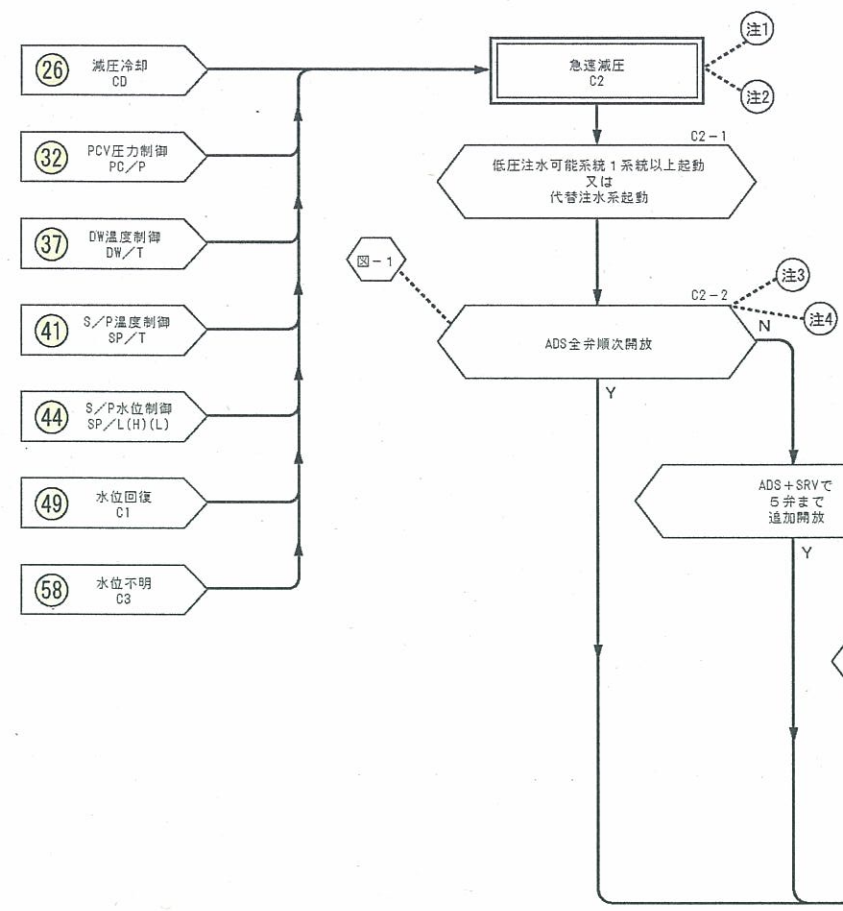 26
減圧冷却
CD
32
PCV圧力制御
PC/P
37
DW温度制御
DW/T
41
S/P温度制御
SP/T
44
S/P水位制御
SP/L(H)(L)
49
水位回復
C1
58
水位不明
C3
急速減圧
C2
注1
注2
C2-1
低圧注水可能系統1系統以上起動
又は
代替注水系起動
図-1
C2-2
注3
注4
ADS全弁順次開放
N
Y
ADS+SRVで
5弁まで
追加開放
Y